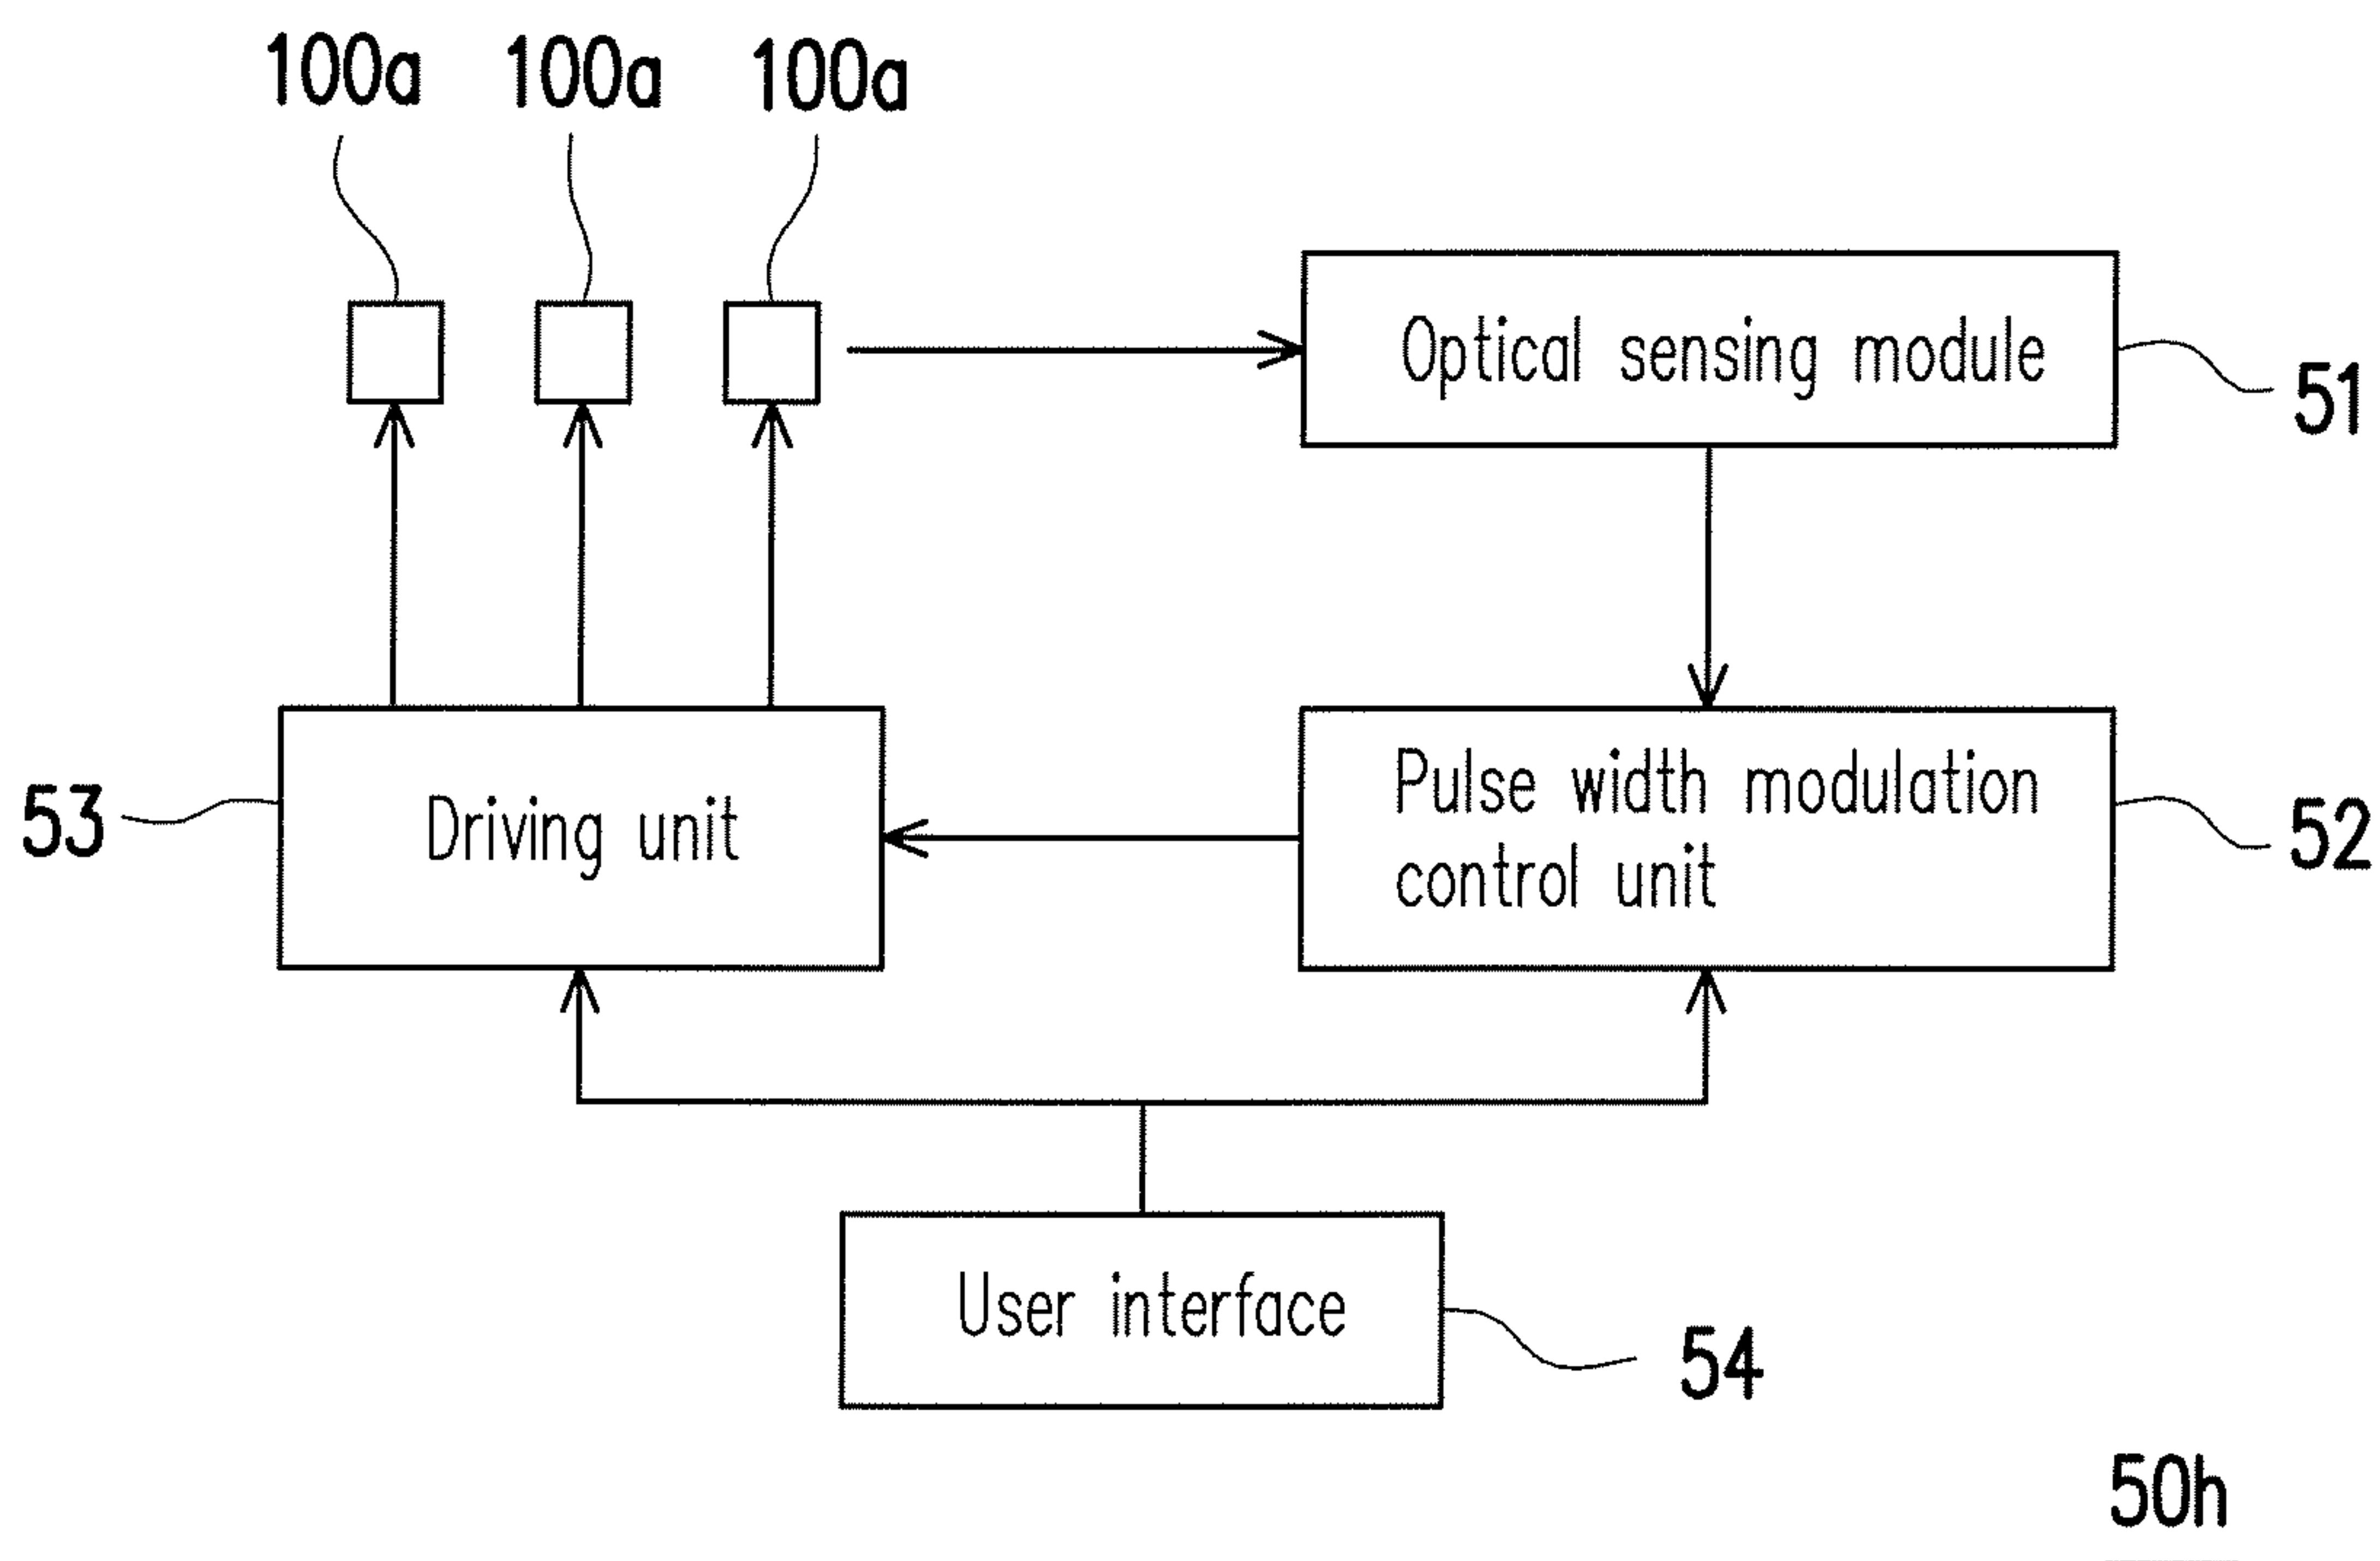 100a 100a 100a
Optical sensing module
51
Driving unit
53
Pulse width modulation
control unit
52
User interface
54
50h